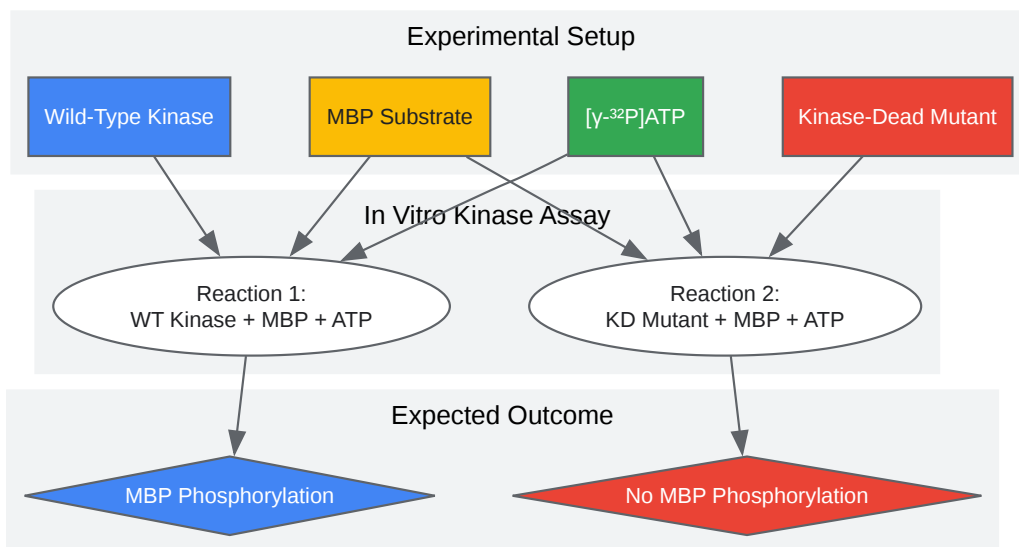 Experimental Setup
Wild-Type Kinase
MBP Substrate
[γ-³²P]ATP
Kinase-Dead Mutant
In Vitro Kinase Assay
Reaction 1:
WT Kinase + MBP + ATP
Reaction 2:
KD Mutant + MBP + ATP
Expected Outcome
MBP Phosphorylation
No MBP Phosphorylation